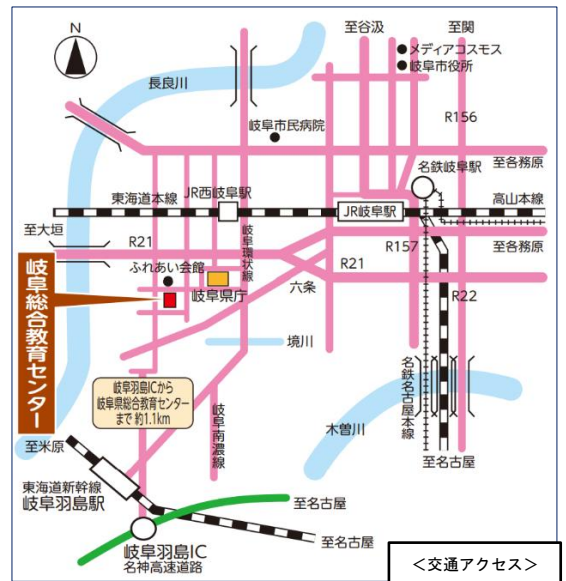 N
至谷汲
至関
メディアコスモス
岐阜市役所
長良川
R156
岐阜市民病院
至各務原
名鉄岐阜駅
JR西岐阜駅
東海道本線
高山本線
JR岐阜駅
至大垣
R21
岐阜環状線
R157
至各務原
ふれあい会館
R21
岐阜県庁
六条
R22
岐阜総合教育センター
境川
岐阜羽島ICから
岐阜県総合教育センター
まで 約1.1km
岐阜南濃線
名鉄名古屋本線
木曽川
至米原
至名古屋
東海道新幹線
岐阜羽島駅
至名古屋
至名古屋
岐阜羽島IC
名神高速道路
＜交通アクセス＞